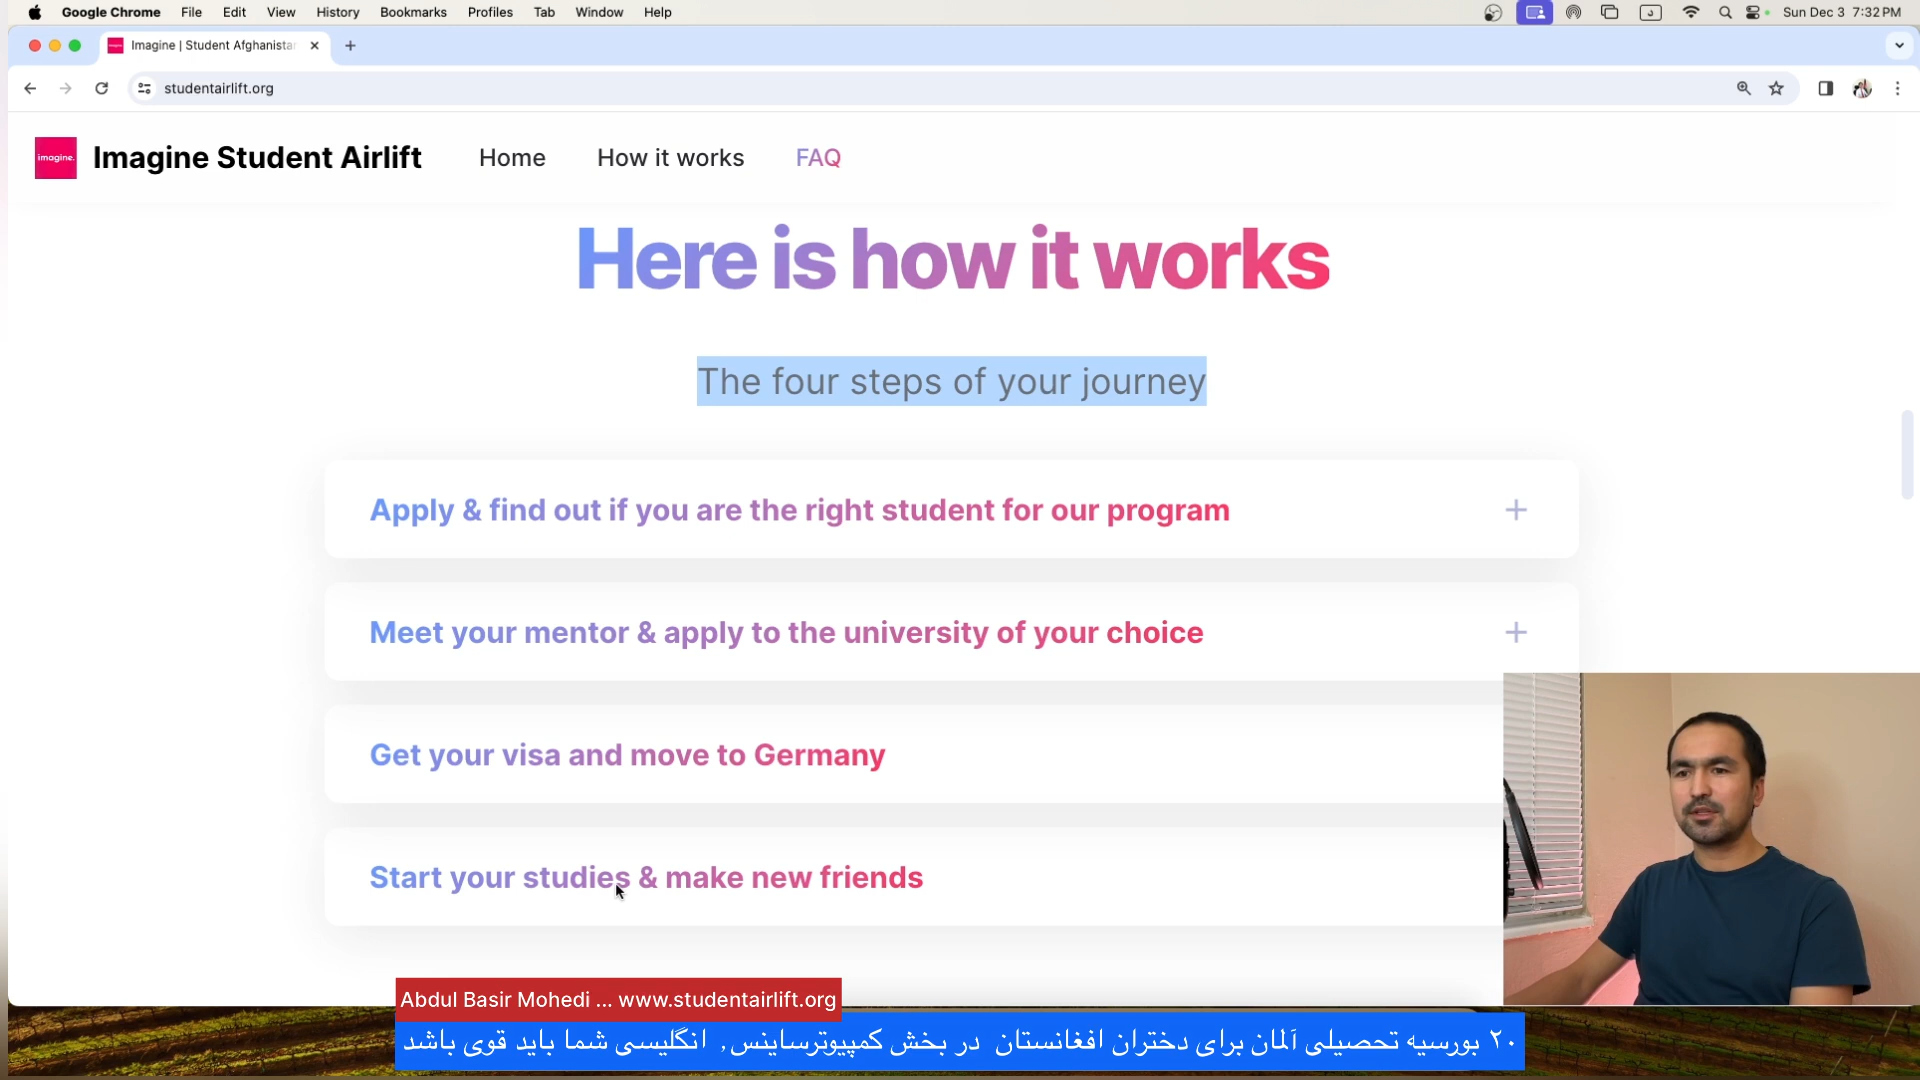 Google Chrome File Edit View History Bookmarks Profiles Tab Window Help Sun Dec 3 7:32 PM
Imagine | Student Afghanistan
studentairlift.org
imagine. Imagine Student Airlift Home How it works FAQ
Here is how it works
The four steps of your journey
Apply & find out if you are the right student for our program
Meet your mentor & apply to the university of your choice
Get your visa and move to Germany
Start your studies & make new friends
Abdul Basir Mohedi ... www.studentairlift.org
۲۰ بورسیه تحصیلی آلمان برای دختران افغانستان در بخش کمپیوترساینس, انگلیسی شما باید قوی باشد